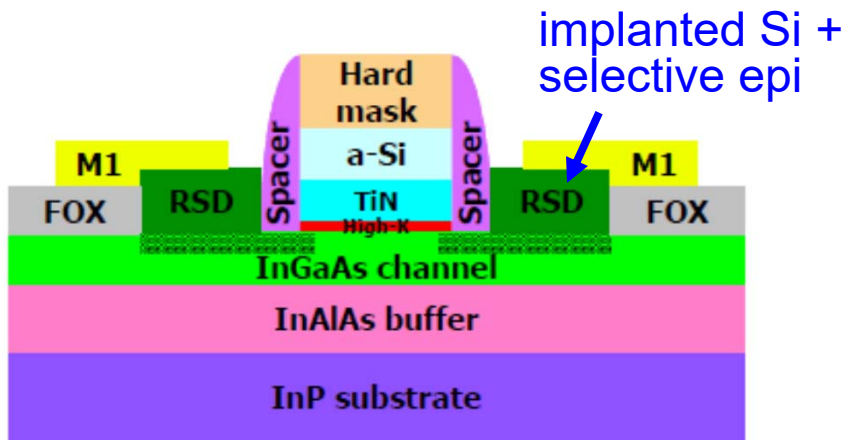 implanted Si +
selective epi
Hard
mask
a-Si
TiN
High-K
Spacer
Spacer
M1
M1
RSD
RSD
FOX
FOX
InGaAs channel
InAlAs buffer
InP substrate